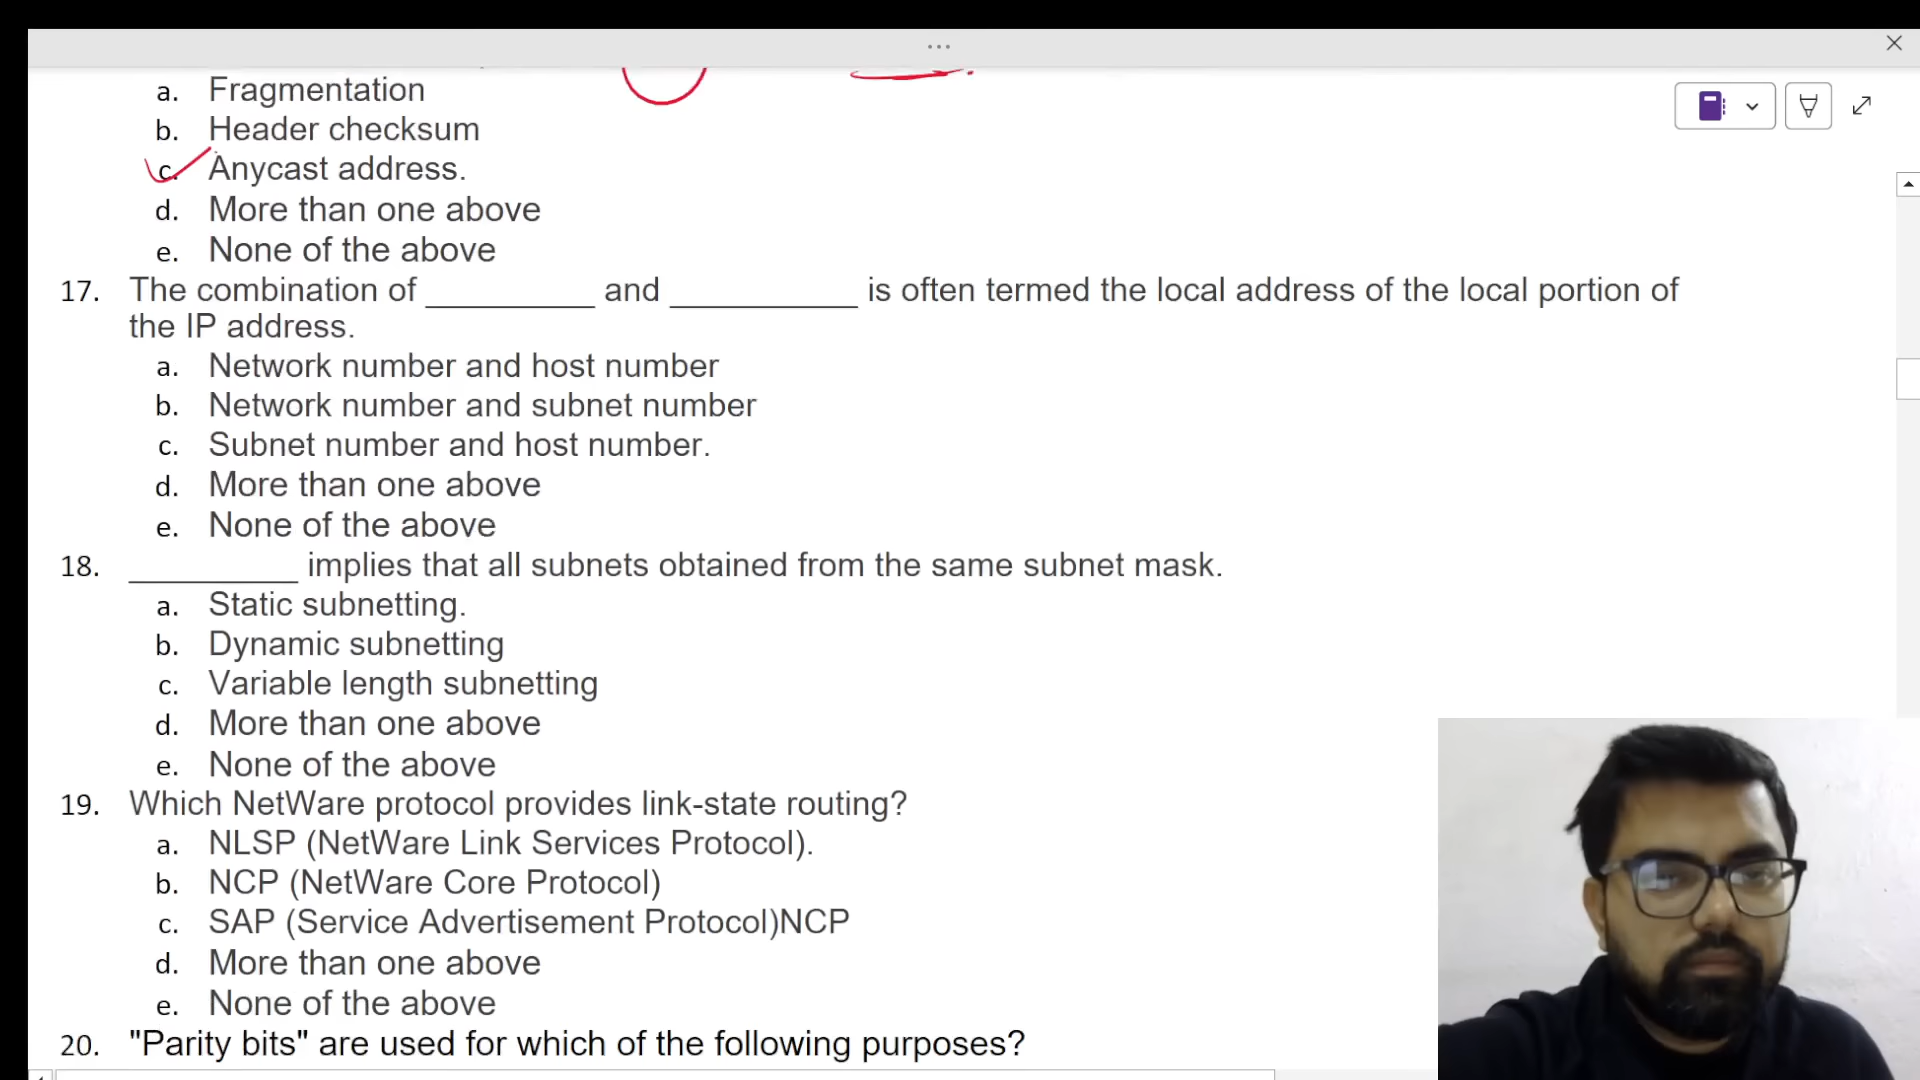 a. Fragmentation
b. Header checksum
c. Anycast address.
d. More than one above
e. None of the above
17. The combination of _________ and __________ is often termed the local address of the local portion of
the IP address.
a. Network number and host number
b. Network number and subnet number
c. Subnet number and host number.
d. More than one above
e. None of the above
18. _________ implies that all subnets obtained from the same subnet mask.
a. Static subnetting.
b. Dynamic subnetting
c. Variable length subnetting
d. More than one above
e. None of the above
19. Which NetWare protocol provides link-state routing?
a. NLSP (NetWare Link Services Protocol).
b. NCP (NetWare Core Protocol)
c. SAP (Service Advertisement Protocol)NCP
d. More than one above
e. None of the above
20. "Parity bits" are used for which of the following purposes?